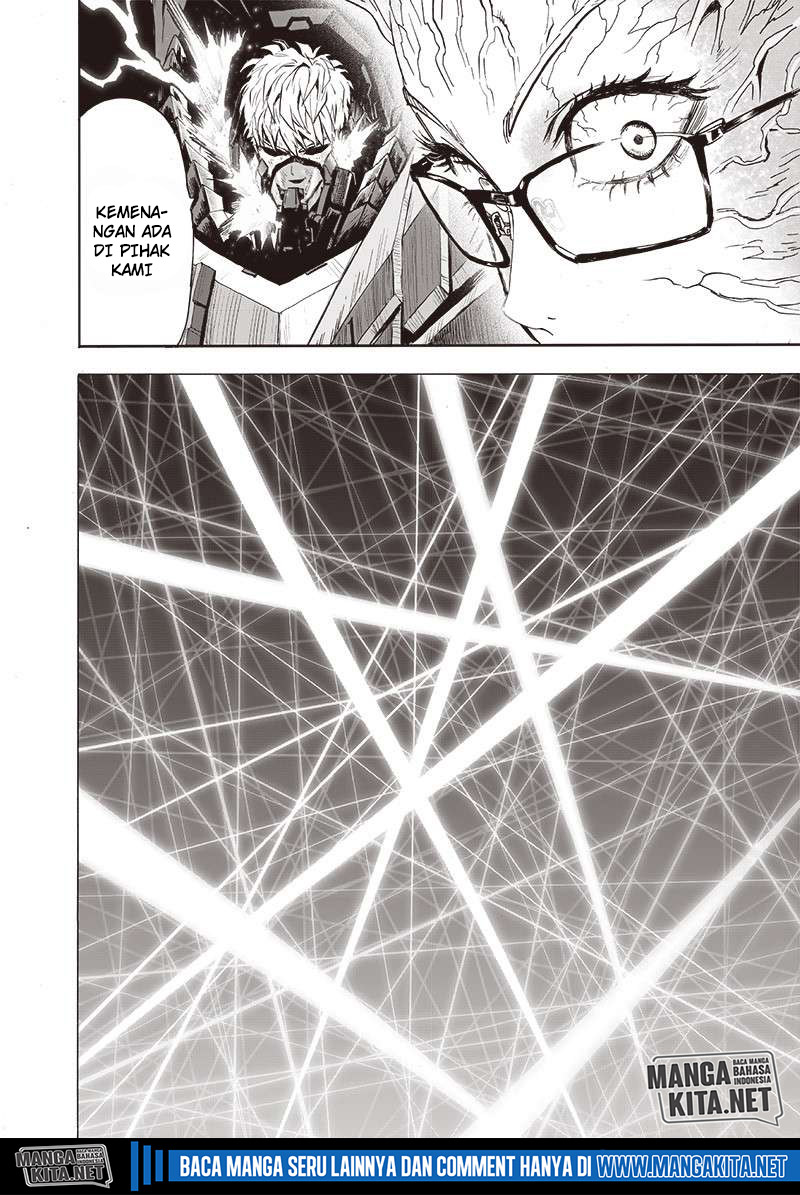 KEMENA-
NGAN ADA
DI PIHAK
KAMI
MANGA
KITA.NET
BACA MANGA
BAHASA
INDONESIA
MANGA
KITA.NET
BACA MANGA SERU LAINNYA DAN COMMENT HANYA DI WWW.MANGAKITA.NET